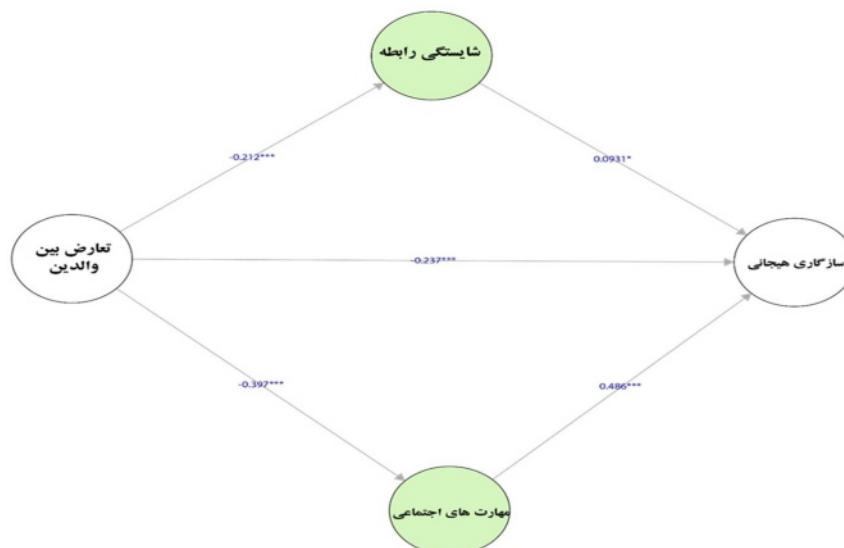 شایستگی رابطه
-0.212***
0.0931*
تعارض بین
والدین
-0.237***
سازگاری هیجانی
-0.397***
0.486***
مهارت های اجتماعی